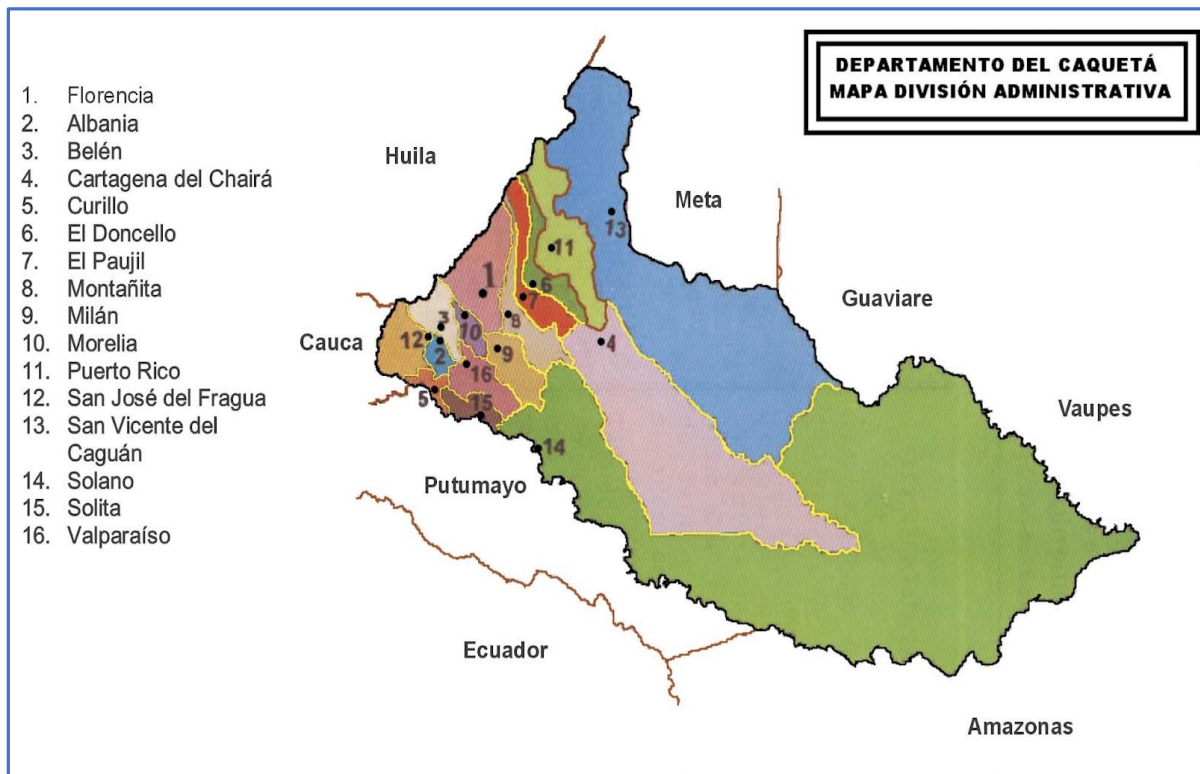 DEPARTAMENTO DEL CAQUETÁ
MAPA DIVISIÓN ADMINISTRATIVA
1. Florencia
2. Albania
3. Belén
4. Cartagena del Chairá
5. Curillo
6. El Doncello
7. El Paujil
8. Montañita
9. Milán
10. Morelia
11. Puerto Rico
12. San José del Fragua
13. San Vicente del
Caguán
14. Solano
15. Solita
16. Valparaíso
Huila
Meta
Guaviare
Cauca
Vaupes
Putumayo
Ecuador
Amazonas
13
11
1
6
7
8
3
10
12
2
9
4
16
5
15
14